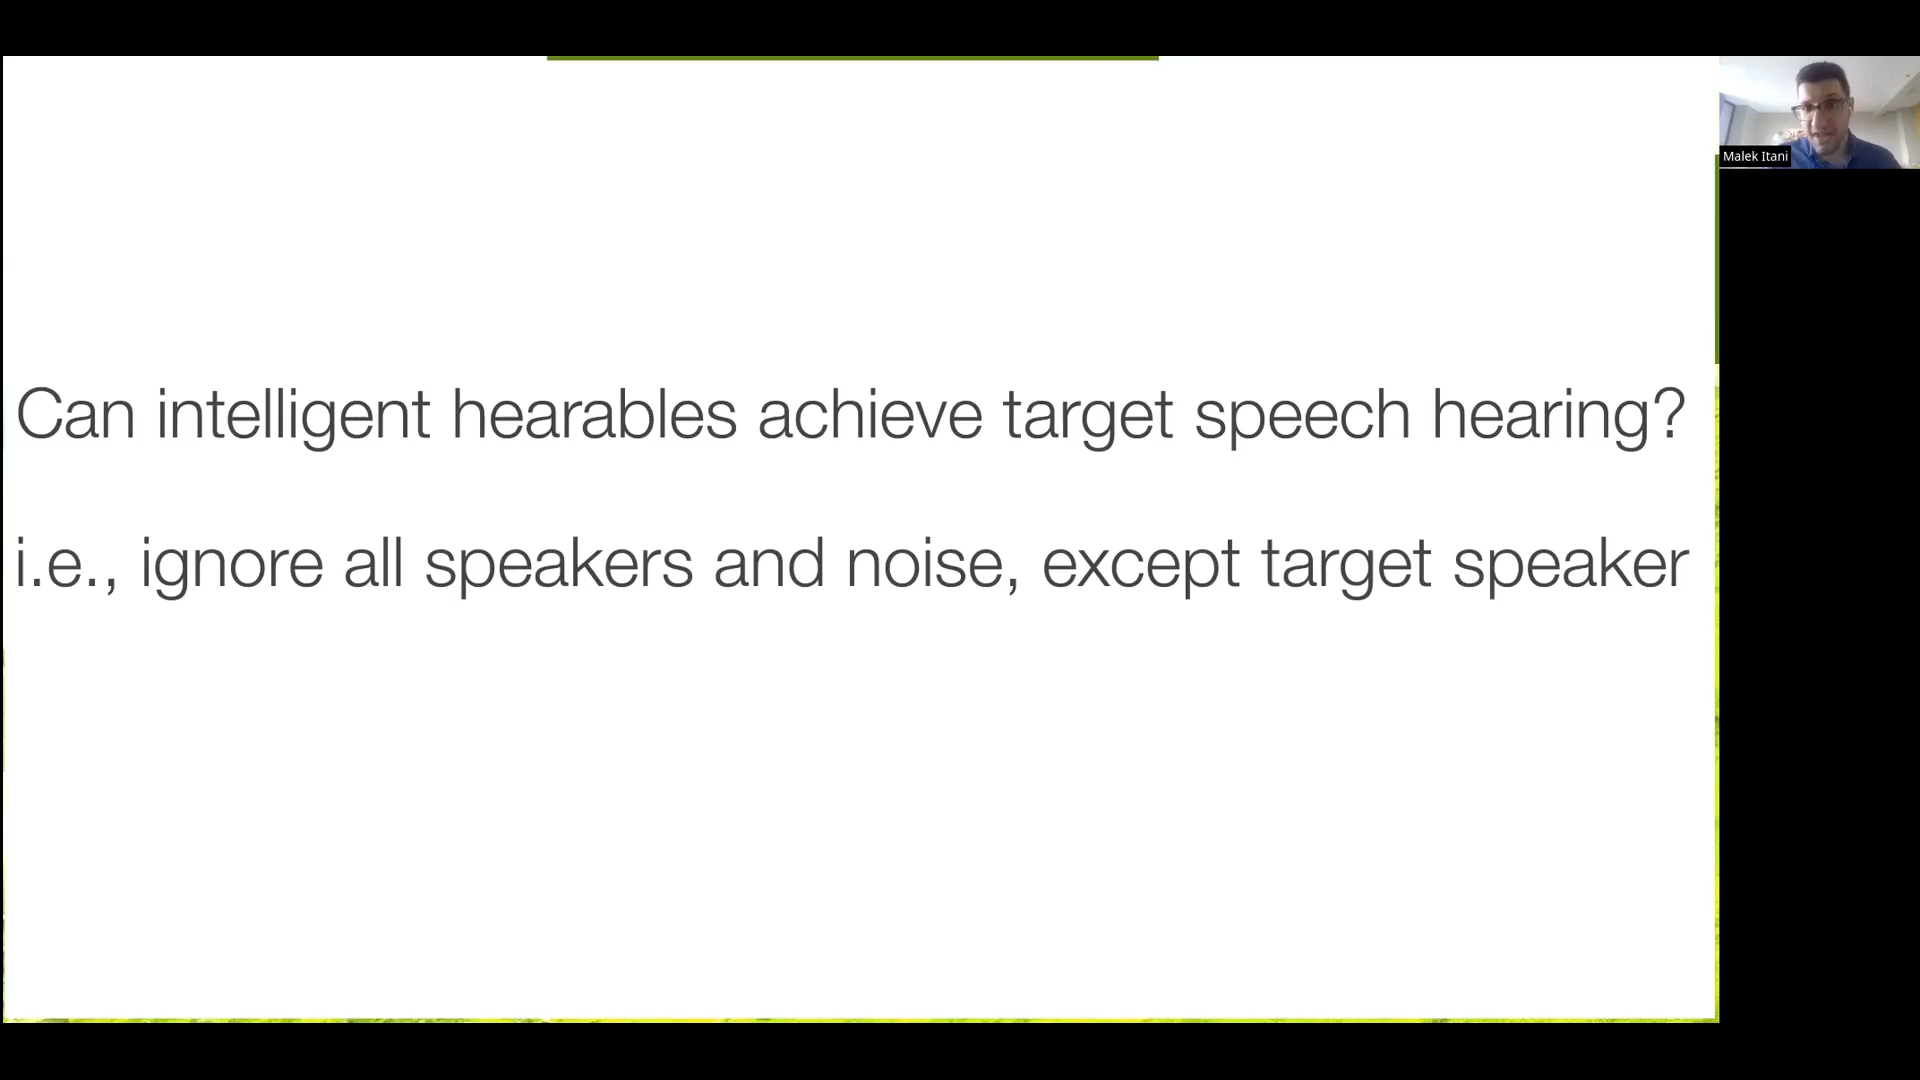 Can intelligent hearables achieve target speech hearing?
i.e., ignore all speakers and noise, except target speaker
Malek Itani